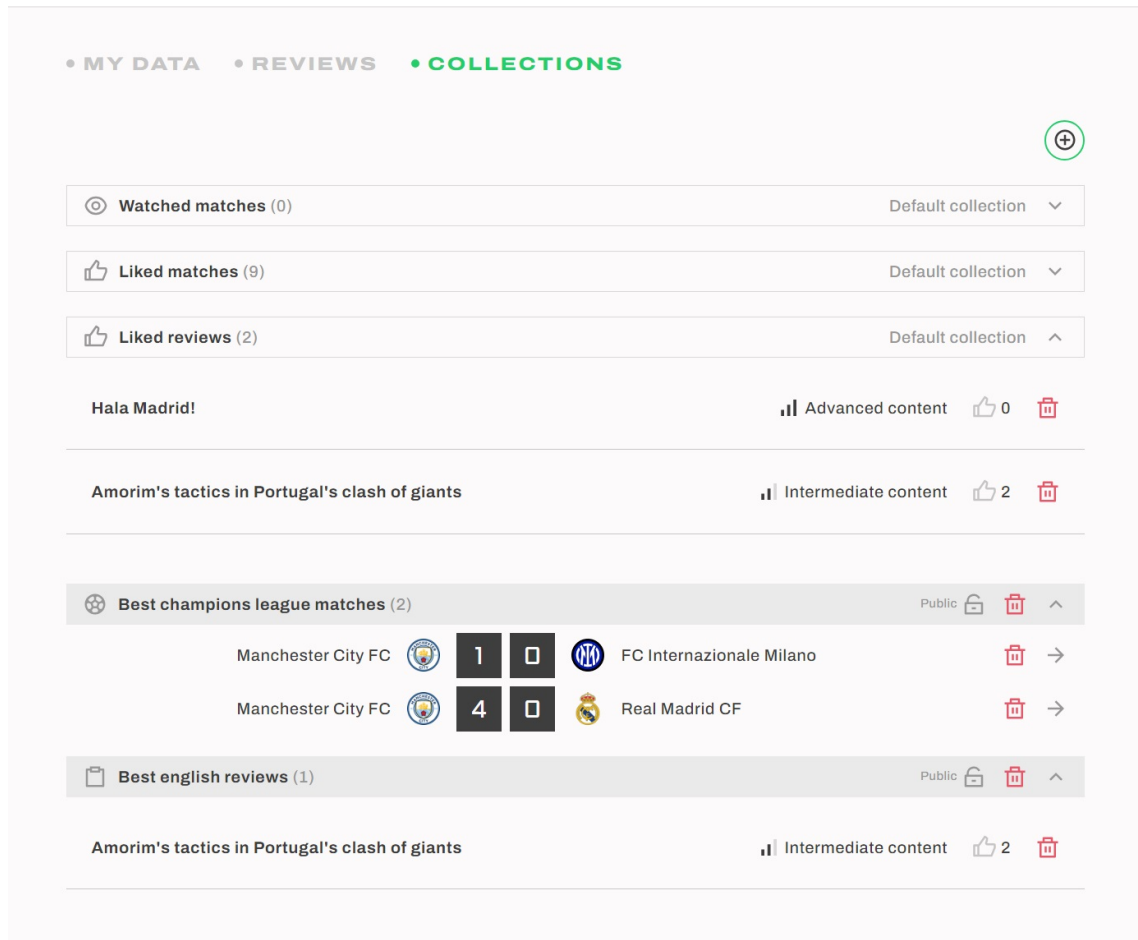 • MY DATA • REVIEWS • COLLECTIONS
Watched matches (0) Default collection
Liked matches (9) Default collection
Liked reviews (2) Default collection
Hala Madrid! Advanced content 0
Amorim's tactics in Portugal's clash of giants Intermediate content 2
Best champions league matches (2) Public
Manchester City FC 1 0 FC Internazionale Milano
Manchester City FC 4 0 Real Madrid CF
Best english reviews (1) Public
Amorim's tactics in Portugal's clash of giants Intermediate content 2